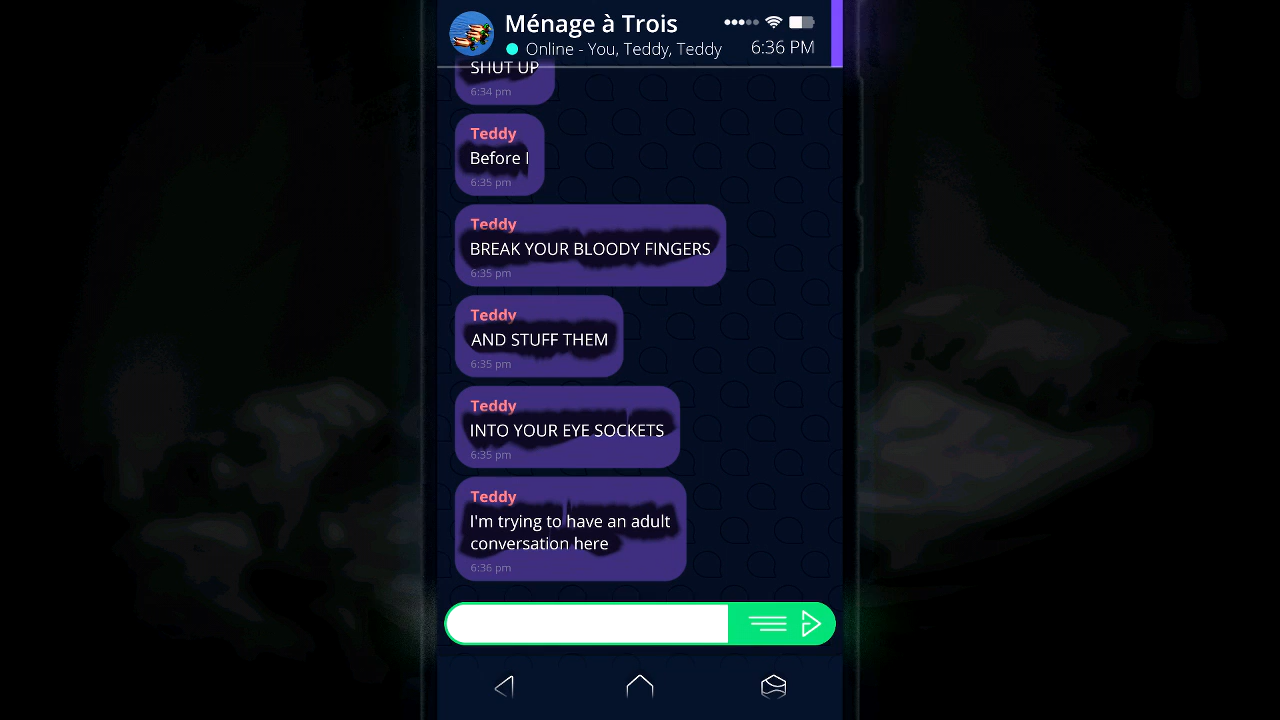 Ménage à Trois
Online - You, Teddy, Teddy
6:36 PM
SHUT UP
6:34 pm
Teddy
Before I
6:35 pm
Teddy
BREAK YOUR BLOODY FINGERS
6:35 pm
Teddy
AND STUFF THEM
6:35 pm
Teddy
INTO YOUR EYE SOCKETS
6:35 pm
Teddy
I'm trying to have an adult
conversation here
6:36 pm